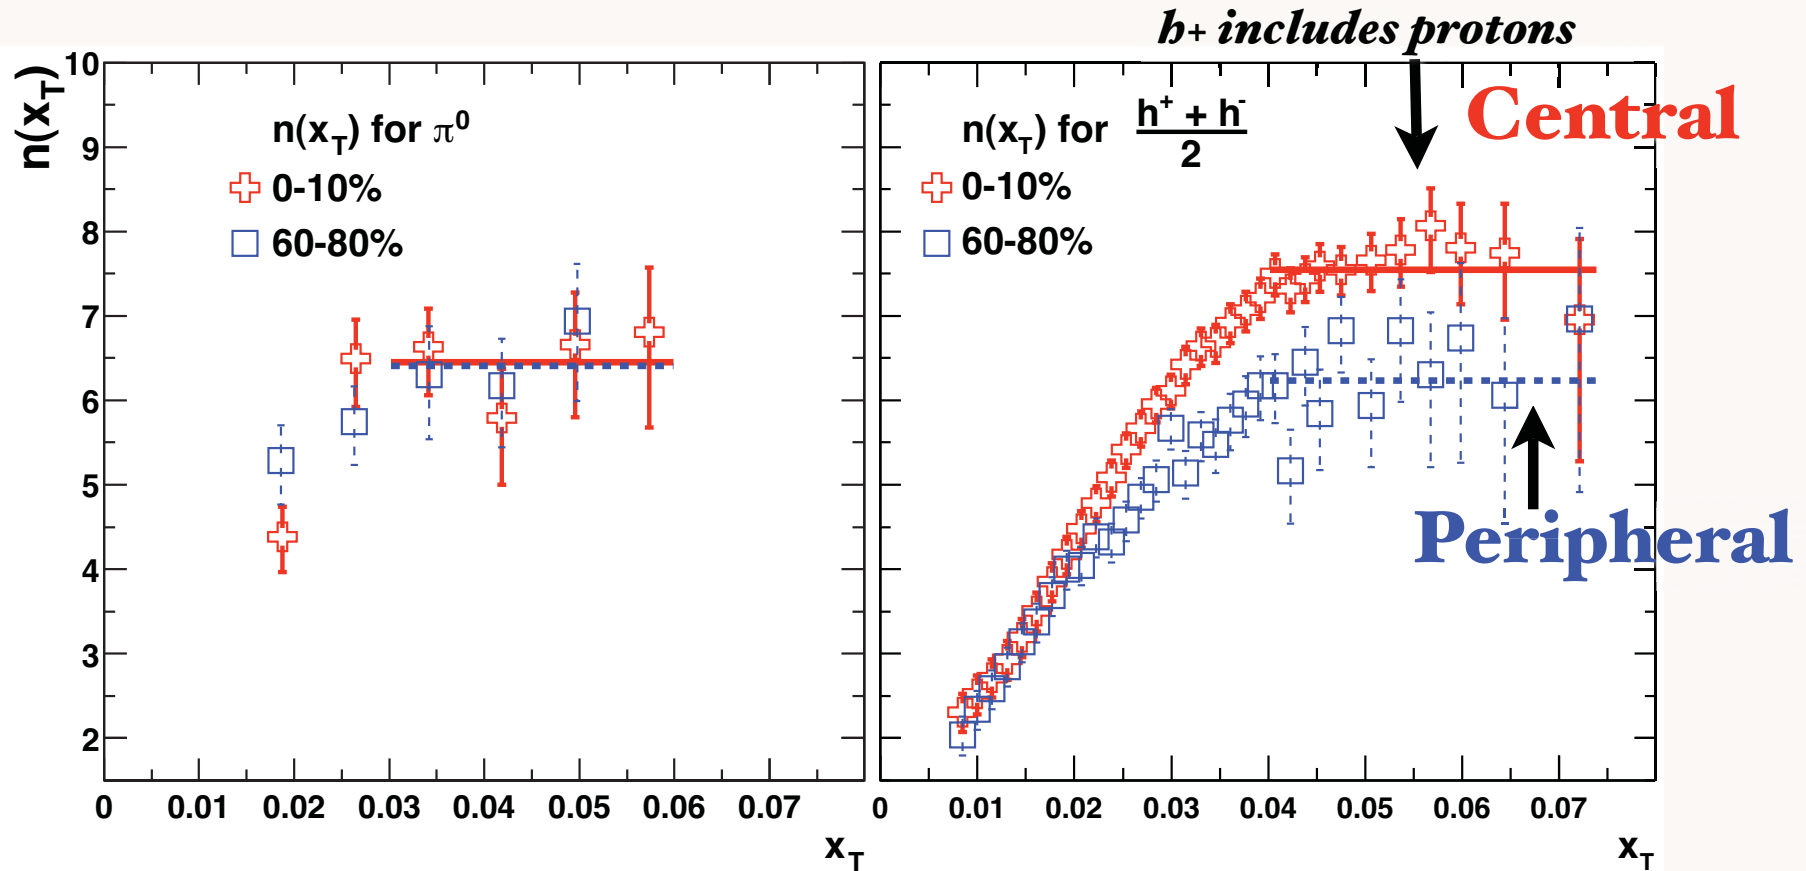 h+ includes protons
Central
n(x_T)
10
9
8
7
6
5
4
3
2
n(x_T) for π⁰
0-10%
60-80%
0 0.01 0.02 0.03 0.04 0.05 0.06 0.07
x_T
n(x_T) for h⁺ + h⁻
2
0-10%
60-80%
Peripheral
0 0.01 0.02 0.03 0.04 0.05 0.06 0.07
x_T